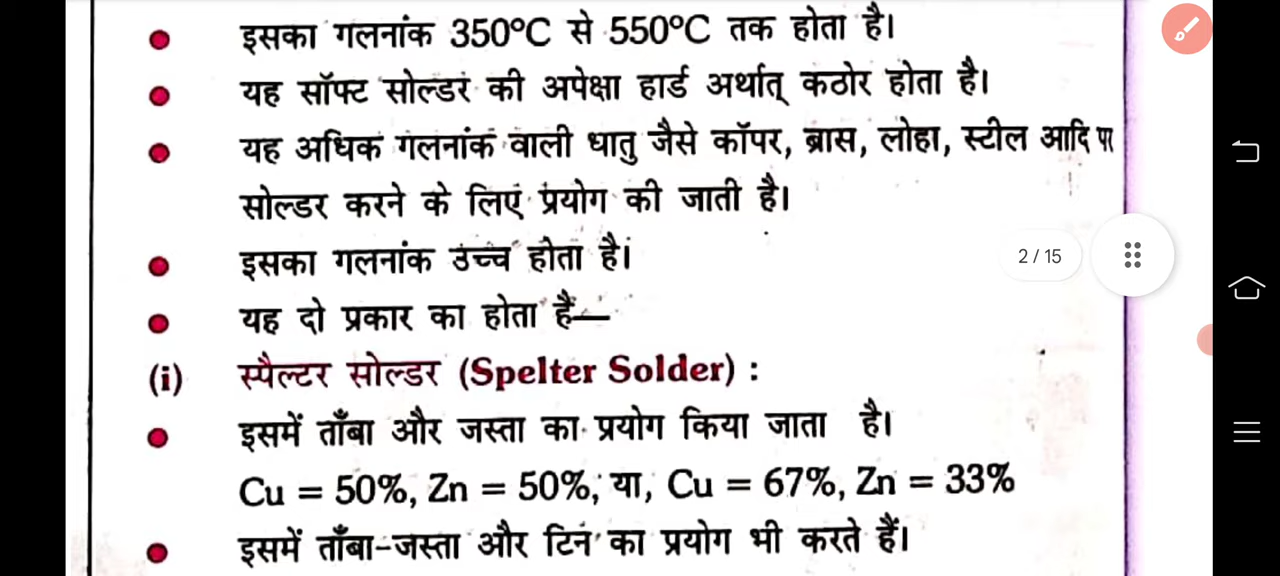 इसका गलनांक 350°C से 550°C तक होता है।
यह सॉफ्ट सोल्डर की अपेक्षा हार्ड अर्थात् कठोर होता है।
यह अधिक गलनांक वाली धातु जैसे कॉपर, ब्रास, लोहा, स्टील आदि पर
सोल्डर करने के लिए प्रयोग की जाती है।
इसका गलनांक उच्च होता है।
2 / 15
यह दो प्रकार का होता है—
(i) स्पैल्टर सोल्डर (Spelter Solder) :
इसमें ताँबा और जस्ता का प्रयोग किया जाता है।
Cu = 50%, Zn = 50%, या, Cu = 67%, Zn = 33%
इसमें ताँबा-जस्ता और टिन का प्रयोग भी करते हैं।